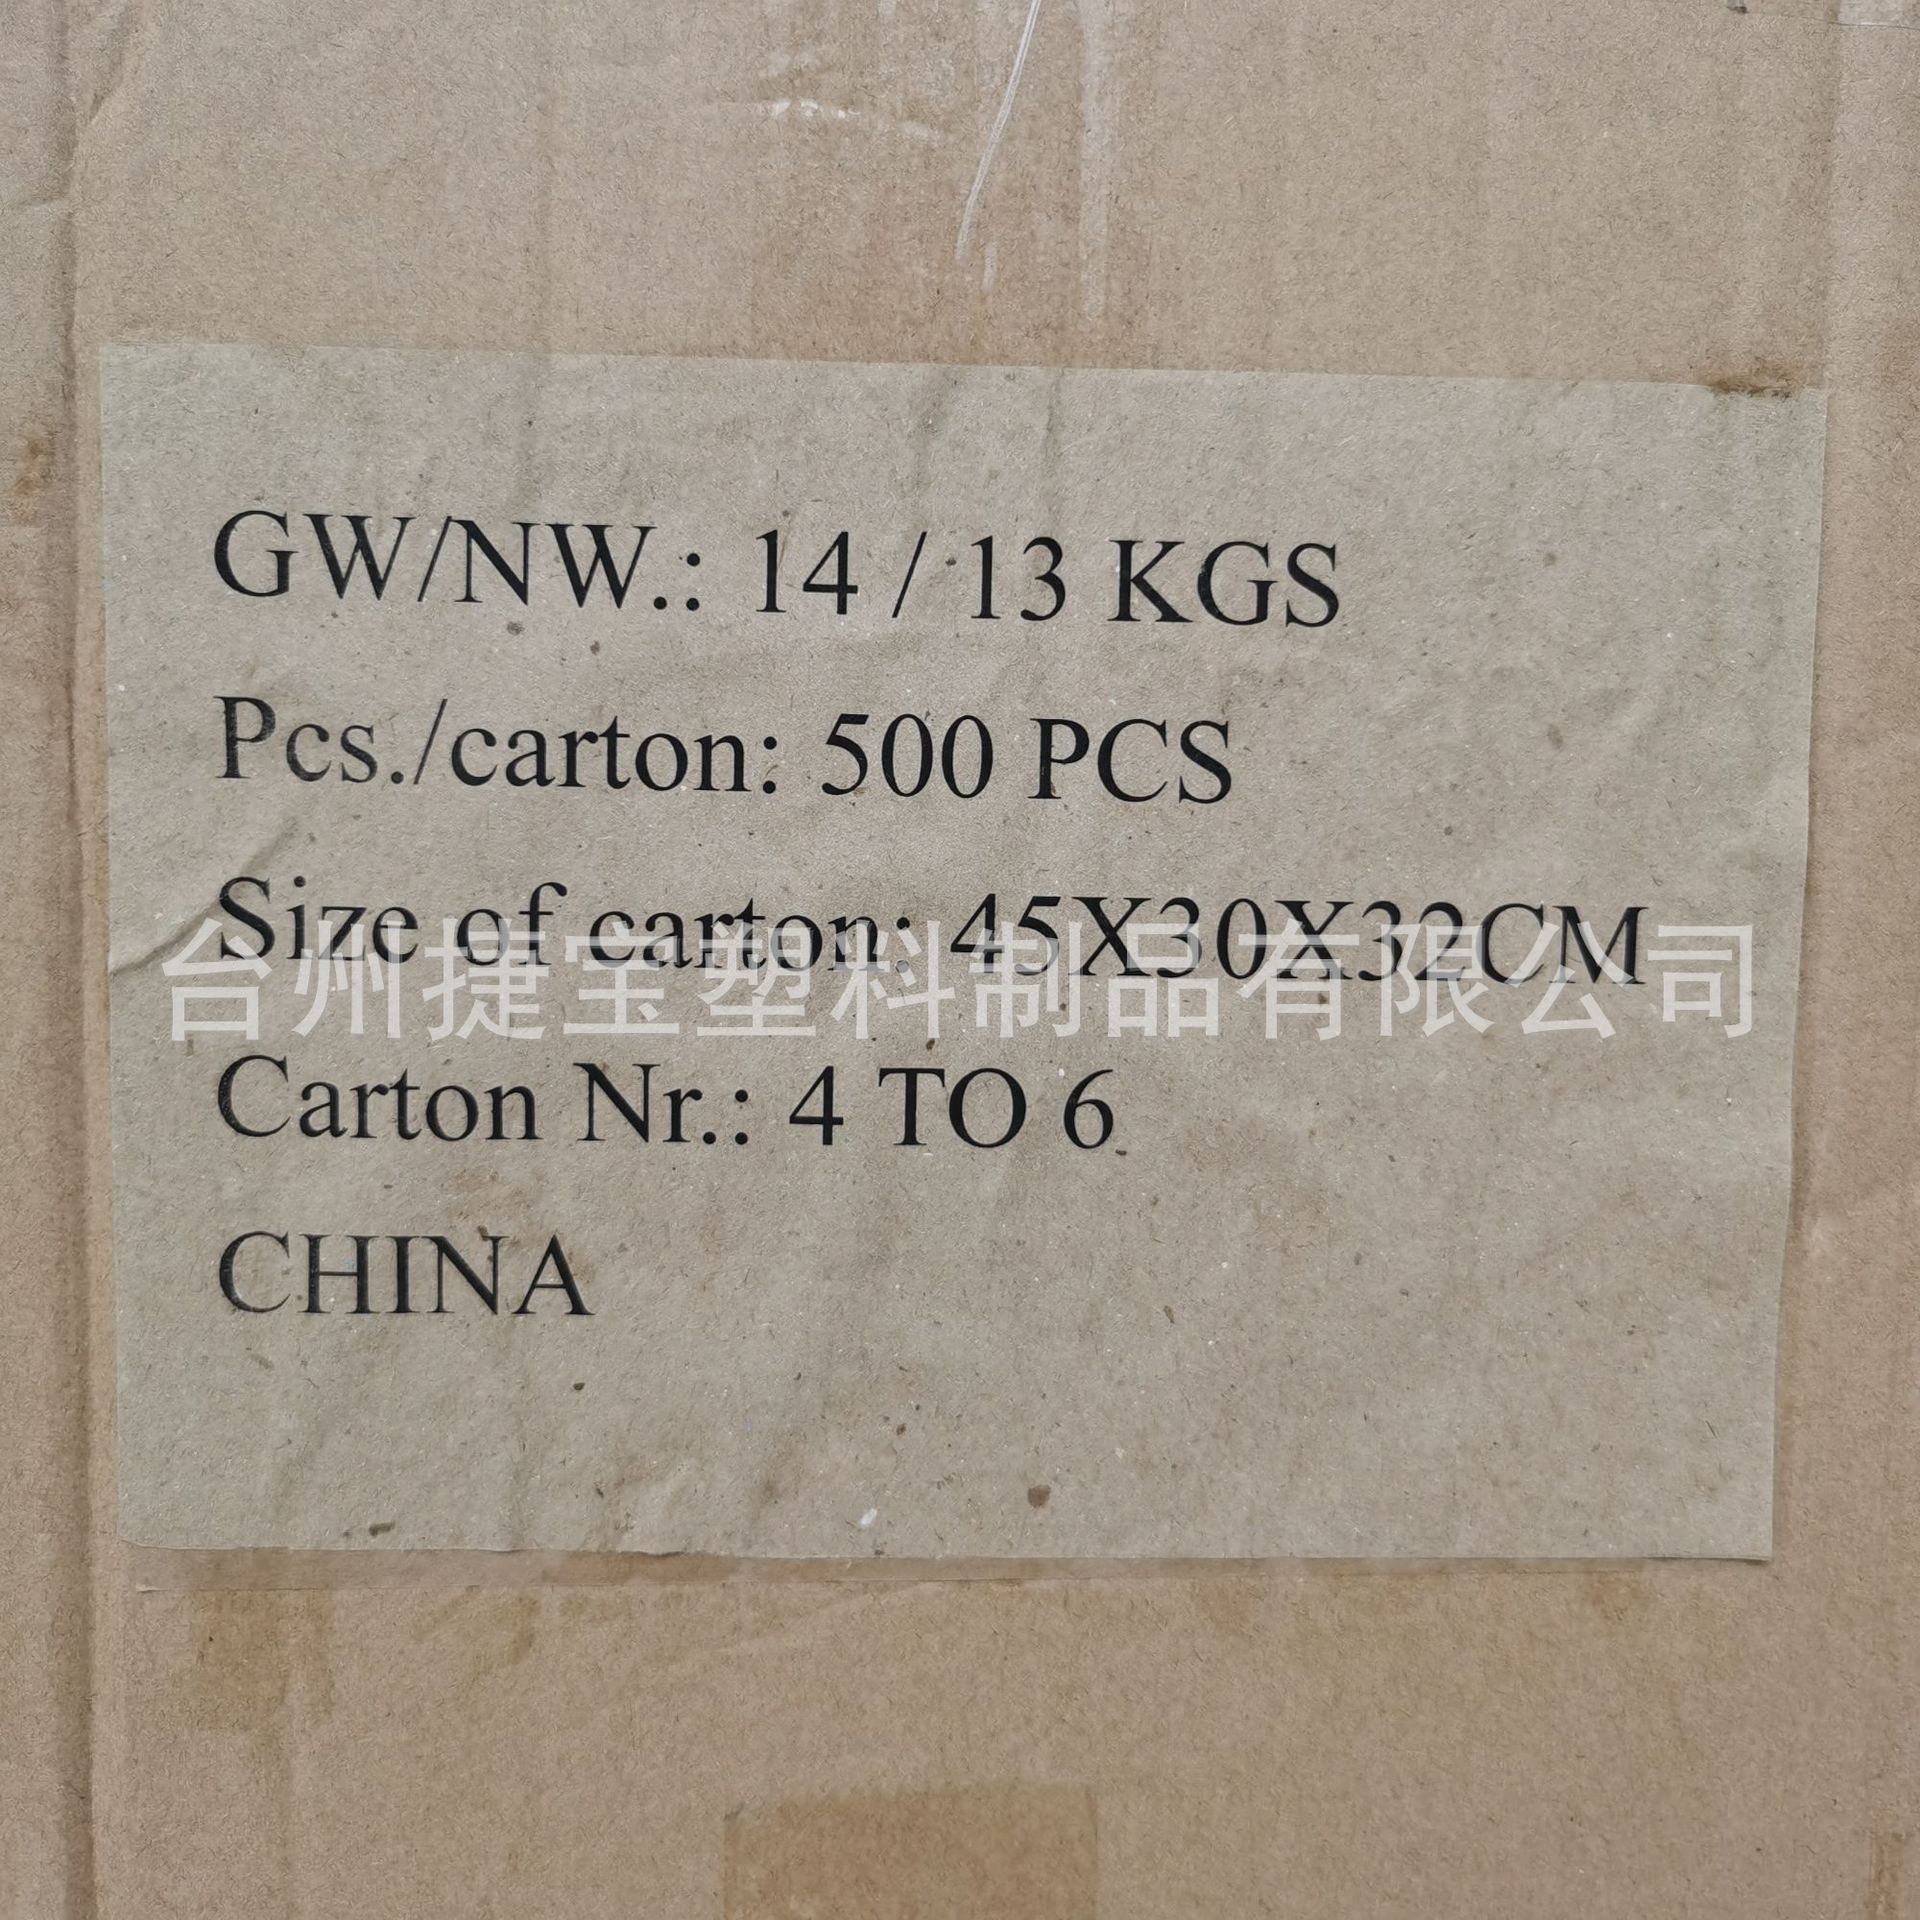 GW/NW.: 14 / 13 KGS
Pcs./carton: 500 PCS
Size of carton: 45X30X32CM
台州捷宝塑料制品有限公司
Carton Nr.: 4 TO 6
CHINA